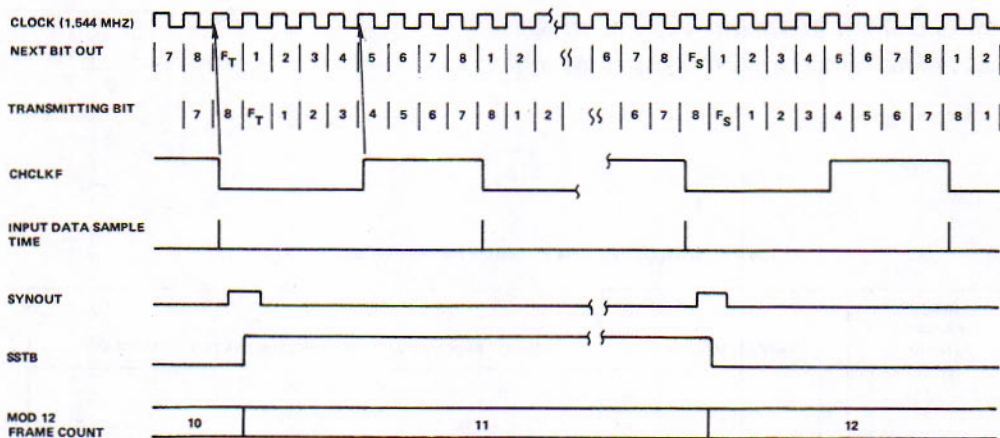 CLOCK (1.544 MHZ)
NEXT BIT OUT 7 8 FT 1 2 3 4 5 6 7 8 1 2 6 7 8 FS 1 2 3 4 5 6 7 8 1 2
TRANSMITTING BIT 7 8 FT 1 2 3 4 5 6 7 8 1 2 6 7 8 FS 1 2 3 4 5 6 7 8 1
CHCLKF
INPUT DATA SAMPLE
TIME
SYNOUT
SSTB
MOD 12
FRAME COUNT 10 11 12